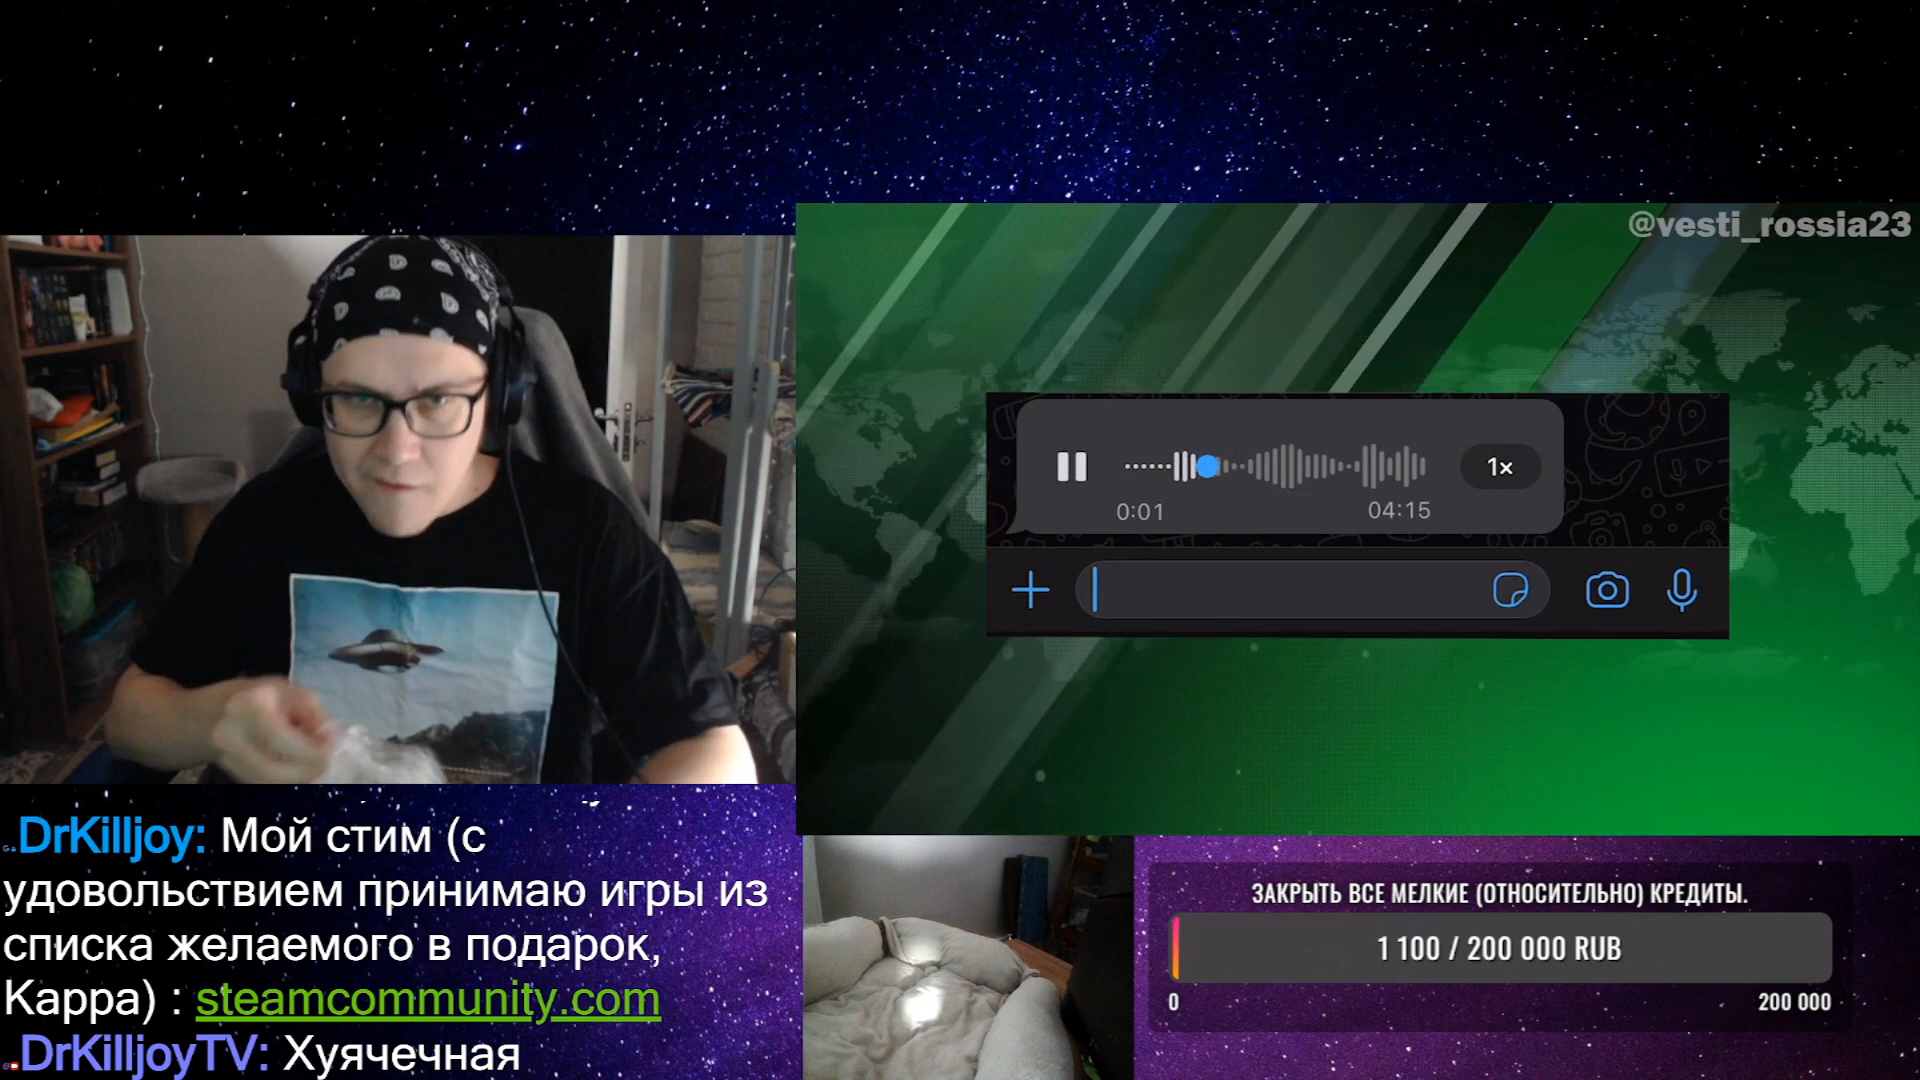 @vesti_rossia23
1×
0:01
04:15
DrKilljoy: Мой стим (с
удовольствием принимаю игры из
списка желаемого в подарок,
Kappa) : steamcommunity.com
DrKilljoyTV: Хуячечная
ЗАКРЫТЬ ВСЕ МЕЛКИЕ (ОТНОСИТЕЛЬНО) КРЕДИТЫ.
1 100 / 200 000 RUB
0
200 000